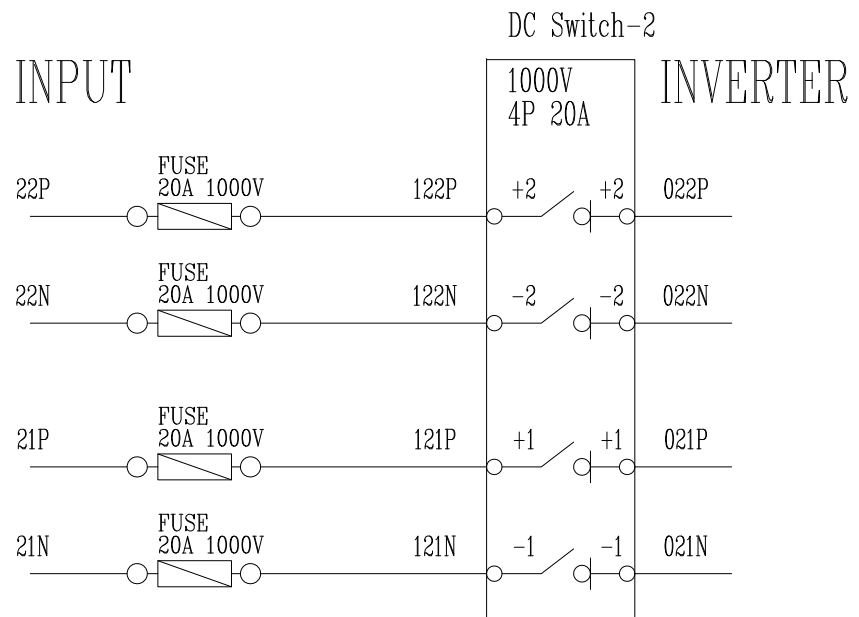 DC Switch-2
INPUT
1000V
4P 20A
INVERTER
FUSE
20A 1000V
22P
122P
+2
+2
022P
FUSE
20A 1000V
22N
122N
-2
-2
022N
FUSE
20A 1000V
21P
121P
+1
+1
021P
FUSE
20A 1000V
21N
121N
-1
-1
021N